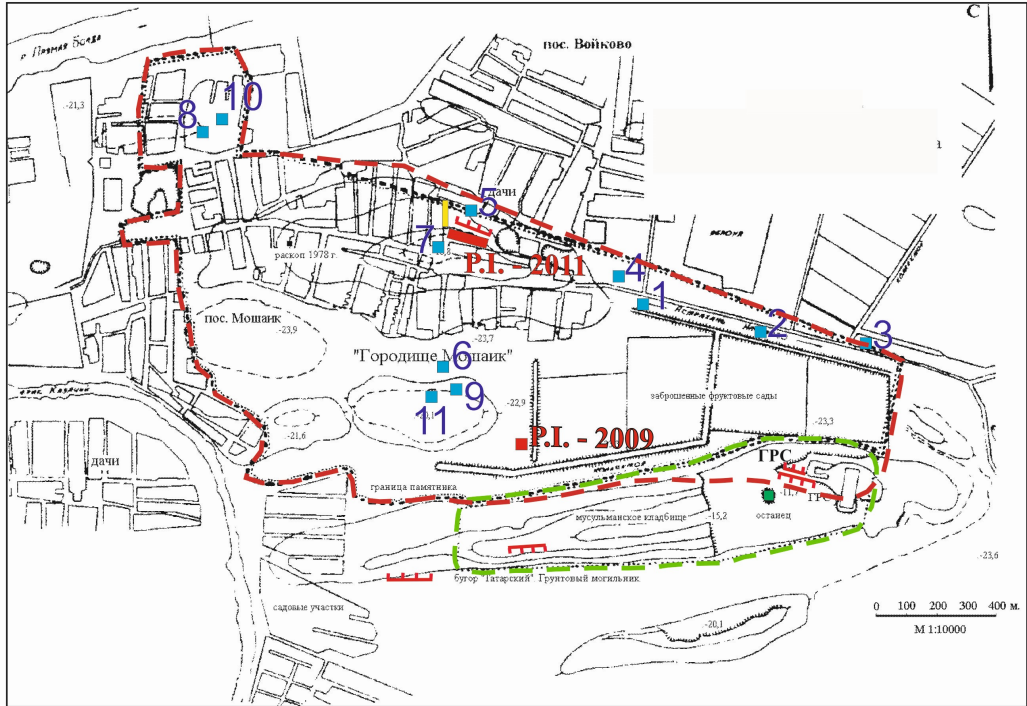 С
р. Прямая Болда
пос. Войково
.-21,3
10
8
дачи
5
7
раскоп 1978 г.
Р.I. - 2011
4
1
2
3
пос. Мошаик
-23,9
-23,7
"Городище Мошаик"
6
9
11
-22,9
заброшенные фруктовые сады
-23,3
-21,6
Р.I. - 2009
ГРС
дачи
граница памятника
останец
мусульманское кладбище
-15,2
-23,6
бугор "Татарский". Грунтовый могильник
садовые участки
-20,1
0 100 200 300 400 м.
М 1:10000